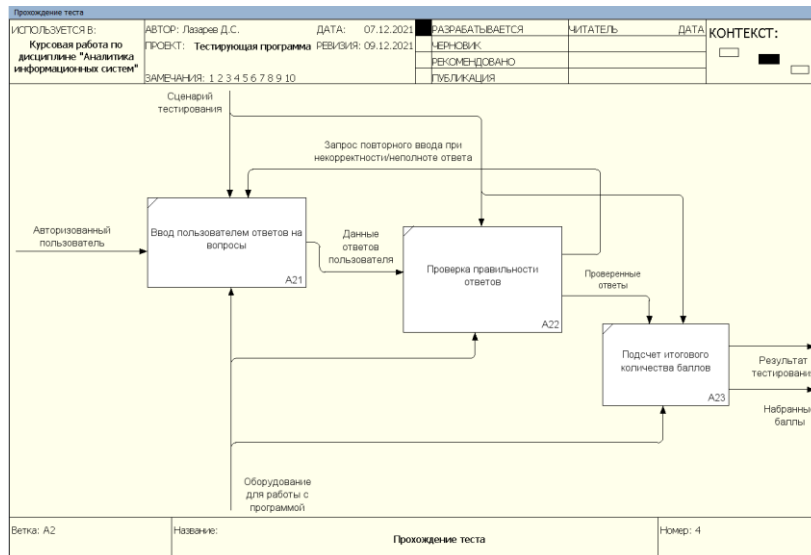 Прохождение теста
ИСПОЛЬЗУЕТСЯ В:
Курсовая работа по
дисциплине "Аналитика
информационных систем"
АВТОР: Лазарев Д.С.
ДАТА: 07.12.2021
ПРОЕКТ: Тестирующая программа
РЕВИЗИЯ: 09.12.2021
ЗАМЕЧАНИЯ: 1 2 3 4 5 6 7 8 9 10
РАЗРАБАТЫВАЕТСЯ
ЧЕРНОВИК
РЕКОМЕНДОВАНО
ПУБЛИКАЦИЯ
ЧИТАТЕЛЬ
ДАТА
КОНТЕКСТ:
Сценарий
тестирования
Запрос повторного ввода при
некорректности/неполноте ответа
Авторизованный
пользователь
Ввод пользователем ответов на
вопросы
A21
Данные
ответов
пользователя
Проверка правильности
ответов
A22
Проверенные
ответы
Подсчет итогового
количества баллов
A23
Результат
тестировани
Набранны
баллы
Оборудование
для работы с
программой
Ветка: A2
Название:
Прохождение теста
Номер: 4